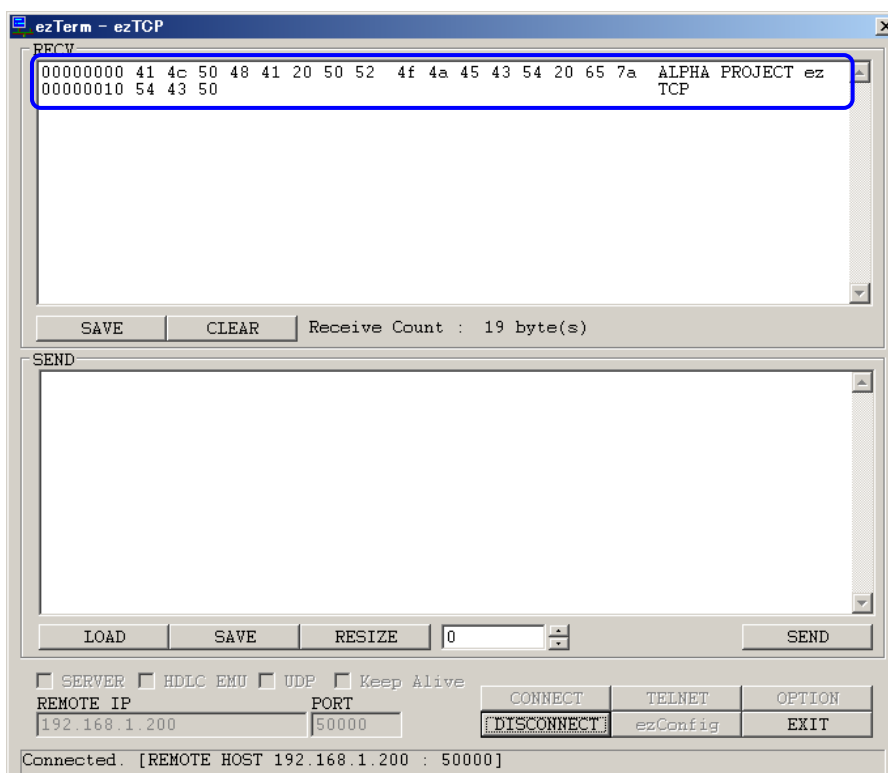 ezTerm - ezTCP
RECV
00000000 41 4c 50 48 41 20 50 52 4f 4a 45 43 54 20 65 7a ALPHA PROJECT ez
00000010 54 43 50 TCP
SAVE CLEAR Receive Count : 19 byte(s)
SEND
LOAD SAVE RESIZE 0 SEND
SERVER HDLC EMU UDP Keep Alive
CONNECT TELNET OPTION
REMOTE IP PORT
192.168.1.200 50000 DISCONNECT ezConfig EXIT
Connected. [REMOTE HOST 192.168.1.200 : 50000]